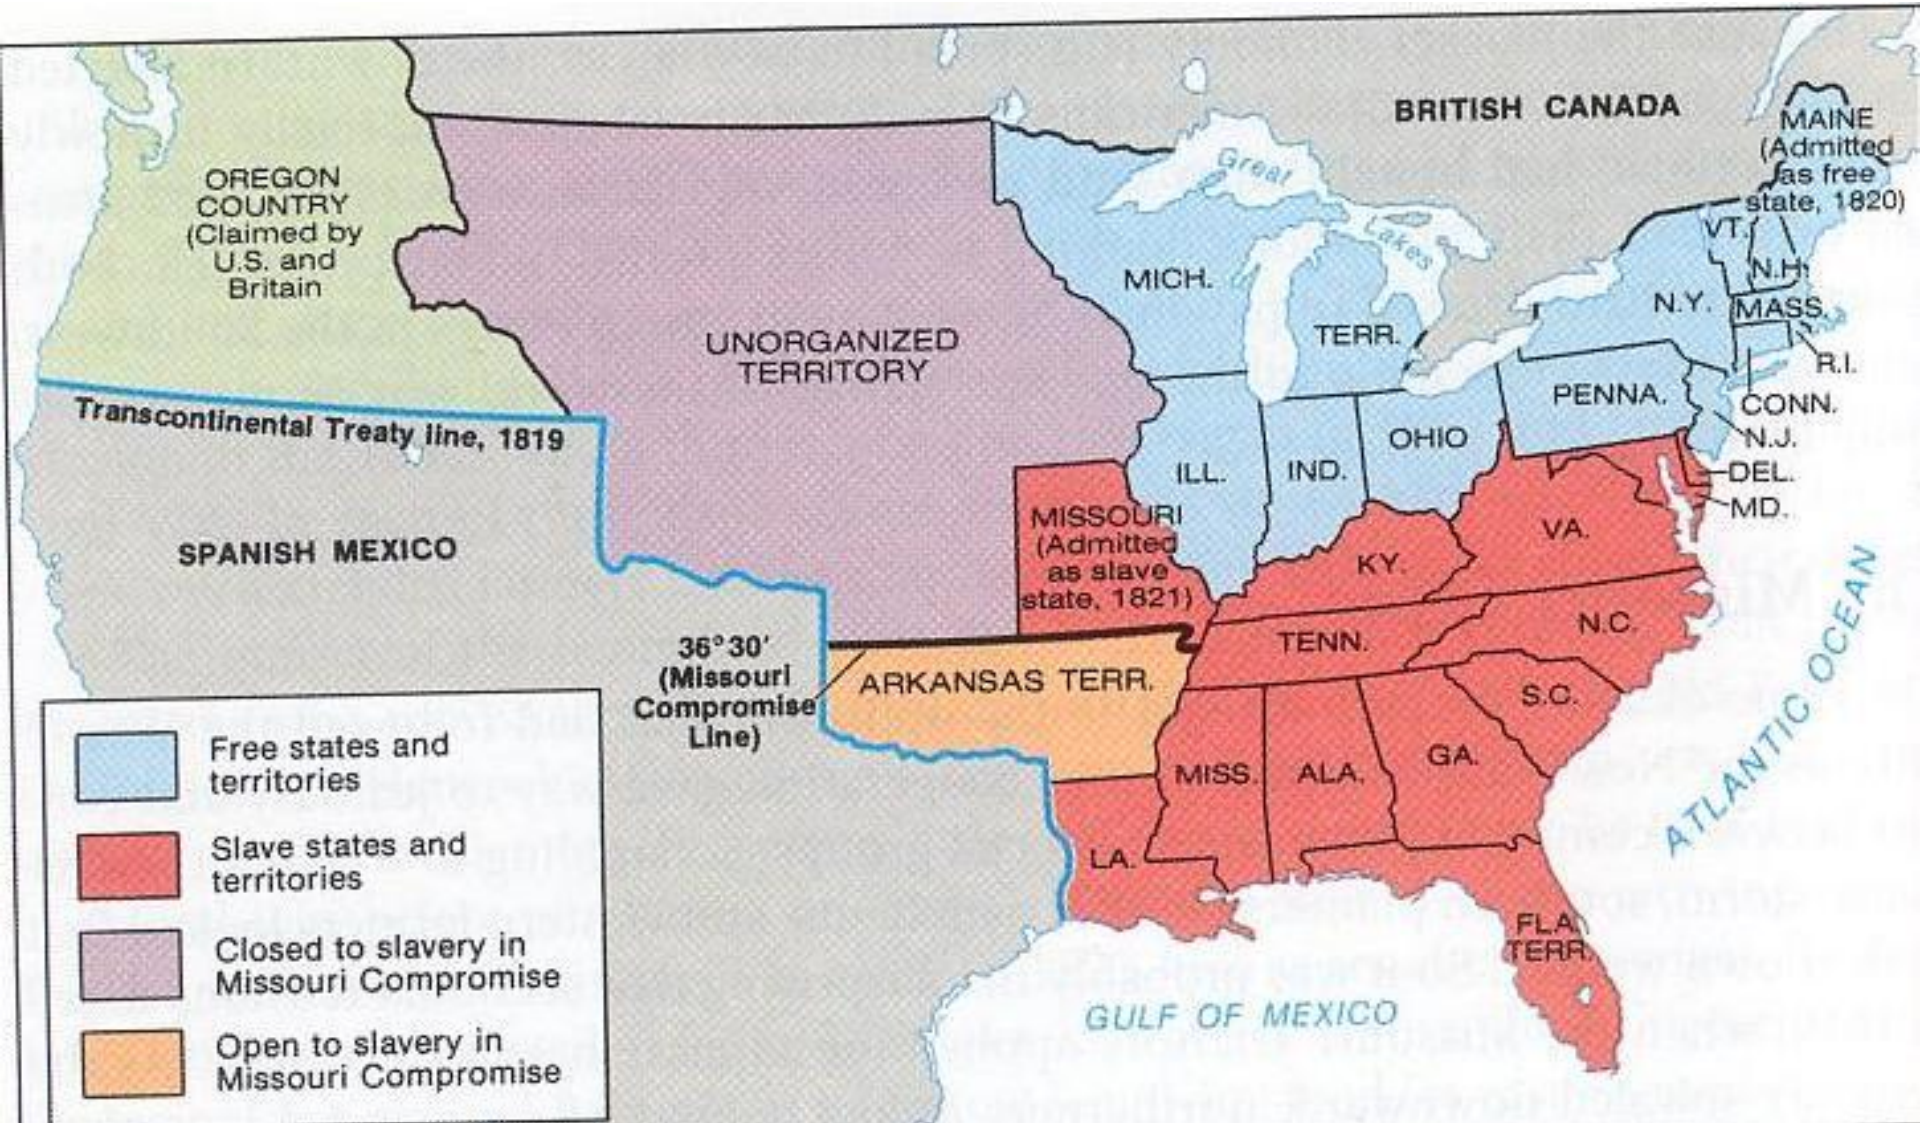 BRITISH CANADA
MAINE
(Admitted
as free
state, 1820)
OREGON
COUNTRY
(Claimed by
U.S. and
Britain
Great
Lakes
VT.
N.H.
MICH.
TERR.
N.Y.
MASS.
R.I.
UNORGANIZED
TERRITORY
PENNA.
CONN.
N.J.
Transcontinental Treaty line, 1819
OHIO
ILL.
IND.
DEL.
MD.
MISSOURI
(Admitted
as slave
state, 1821)
VA.
KY.
SPANISH MEXICO
ATLANTIC OCEAN
36°30′
(Missouri
Compromise
Line)
TENN.
N.C.
ARKANSAS TERR.
S.C.
MISS.
ALA.
GA.
LA.
FLA.
TERR.
GULF OF MEXICO
Free states and
territories
Slave states and
territories
Closed to slavery in
Missouri Compromise
Open to slavery in
Missouri Compromise